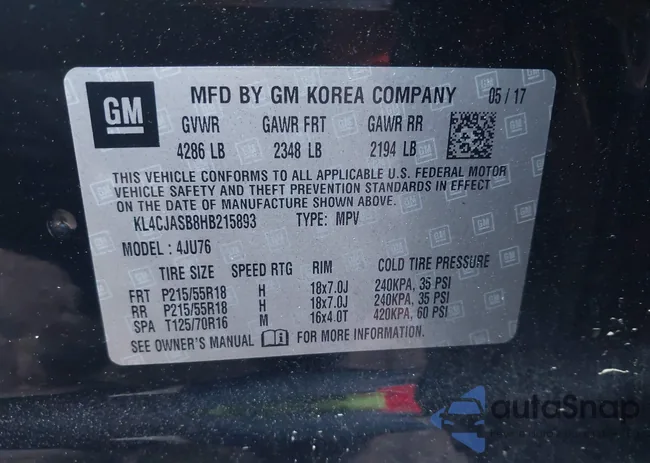 GM
MFD BY GM KOREA COMPANY 05 / 17
GVWR GAWR FRT GAWR RR
4286 LB 2348 LB 2194 LB
THIS VEHICLE CONFORMS TO ALL APPLICABLE U.S. FEDERAL MOTOR
VEHICLE SAFETY AND THEFT PREVENTION STANDARDS IN EFFECT
ON THE DATE OF MANUFACTURE SHOWN ABOVE.
KL4CJASB8HB215893 TYPE: MPV
MODEL: 4JU76
TIRE SIZE SPEED RTG RIM COLD TIRE PRESSURE
FRT P215/55R18 H 18x7.0J 240KPA, 35 PSI
RR P215/55R18 H 18x7.0J 240KPA, 35 PSI
SPA T125/70R16 M 16x4.0T 420KPA, 60 PSI
SEE OWNER'S MANUAL FOR MORE INFORMATION
autoSnap